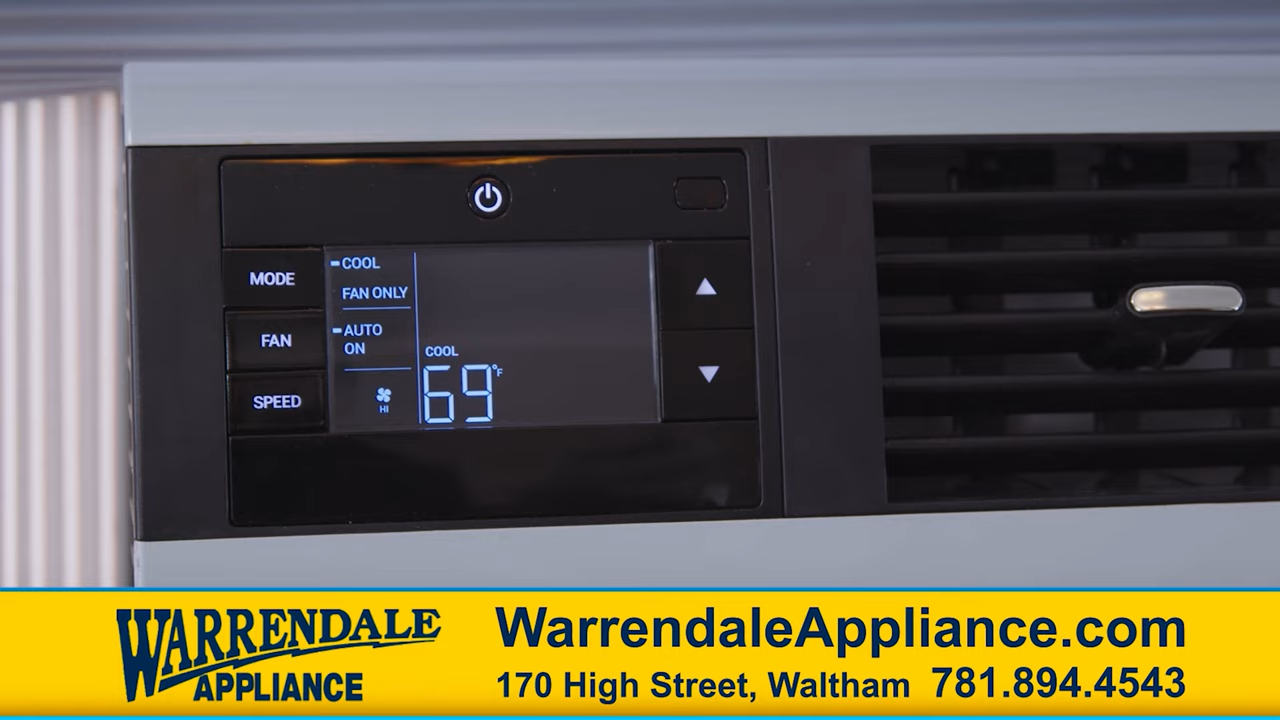 MODE
FAN
SPEED
COOL
FAN ONLY
AUTO
ON
HI
COOL
69°F
WARRENDALE
APPLIANCE
WarrendaleAppliance.com
170 High Street, Waltham 781.894.4543